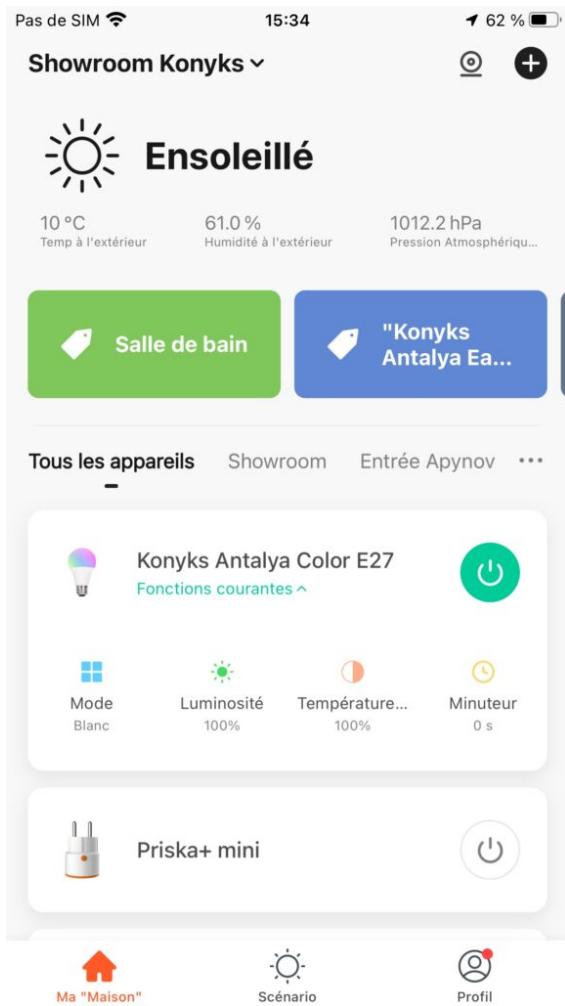 Pas de SIM 15:34 62 %
Showroom Konyks
Ensoleillé
10 °C 61.0 % 1012.2 hPa
Temp à l'extérieur Humidité à l'extérieur Pression Atmosphériqu...
Salle de bain
"Konyks
Antalya Ea...
Tous les appareils Showroom Entrée Apynov ...
Konyks Antalya Color E27
Fonctions courantes
Mode Luminosité Température... Minuteur
Blanc 100% 100% 0 s
Priska+ mini
Ma "Maison" Scénario Profil